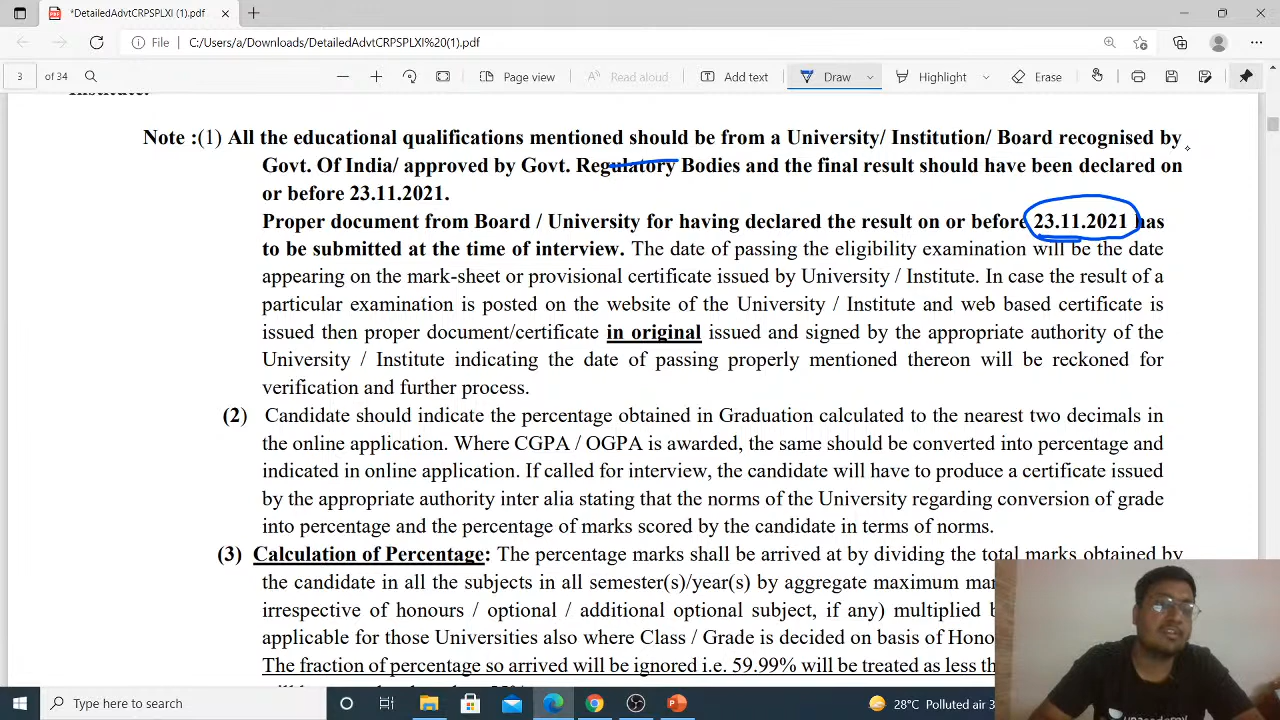 *DetailedAdvtCRPSPLXI (1).pdf
File C:/Users/a/Downloads/DetailedAdvtCRPSPLXI%20(1).pdf
3 of 34 Page view Read aloud Add text Draw Highlight Erase
Institute.
Note :(1) All the educational qualifications mentioned should be from a University/ Institution/ Board recognised by
Govt. Of India/ approved by Govt. Regulatory Bodies and the final result should have been declared on
or before 23.11.2021.
Proper document from Board / University for having declared the result on or before 23.11.2021 has
to be submitted at the time of interview. The date of passing the eligibility examination will be the date
appearing on the mark-sheet or provisional certificate issued by University / Institute. In case the result of a
particular examination is posted on the website of the University / Institute and web based certificate is
issued then proper document/certificate in original issued and signed by the appropriate authority of the
University / Institute indicating the date of passing properly mentioned thereon will be reckoned for
verification and further process.
(2) Candidate should indicate the percentage obtained in Graduation calculated to the nearest two decimals in
the online application. Where CGPA / OGPA is awarded, the same should be converted into percentage and
indicated in online application. If called for interview, the candidate will have to produce a certificate issued
by the appropriate authority inter alia stating that the norms of the University regarding conversion of grade
into percentage and the percentage of marks scored by the candidate in terms of norms.
(3) Calculation of Percentage: The percentage marks shall be arrived at by dividing the total marks obtained by
the candidate in all the subjects in all semester(s)/year(s) by aggregate maximum
irrespective of honours / optional / additional optional subject, if any) multiplied
applicable for those Universities also where Class / Grade is decided on basis of
The fraction of percentage so arrived will be ignored i.e. 59.99% will be treated as less
Type here to search 28°C Polluted air